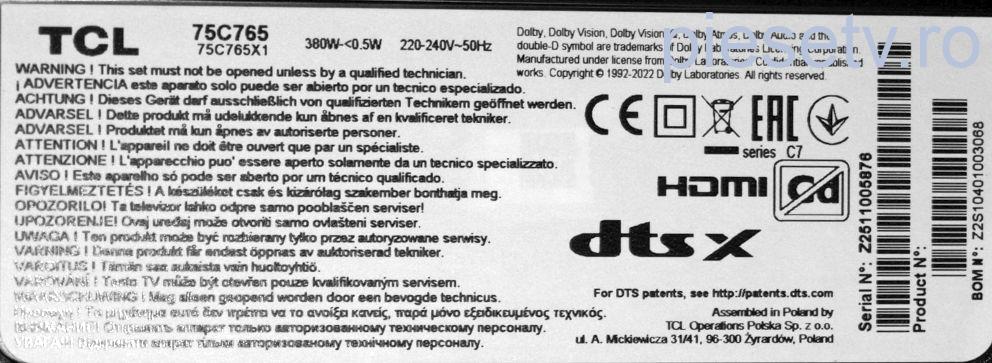 TCL
75C765
75C765X1
380W-<0.5W 220-240V~50Hz
WARNING ! This set must not be opened unless by a qualified technician.
¡ ADVERTENCIA este aparato solo puede ser abierto por un tecnico especializado.
ACHTUNG ! Dieses Gerät darf ausschließlich von qualifizierten Technikern geöffnet werden.
ADVARSEL ! Dette produkt må udelukkende kun åbnes af en kvalificeret tekniker.
ADVARSEL ! Produktet må kun åpnes av autoriserte personer.
ATTENTION ! L'appareil ne doit être ouvert que par un spécialiste.
ATTENZIONE ! L'apparecchio puo' essere aperto solamente da un tecnico specializzato.
AVISO ! Este aparelho só pode ser aberto por um técnico qualificado.
FIGYELMEZTETÉS ! A készüléket csak és kizárólag szakember bonthatja meg.
OPOZORILO! Ta televizor lahko odpre samo pooblaščen serviser!
UPOZORENJE! Ovaj uređaj može otvoriti samo ovlašteni serviser.
UWAGA ! Ten produkt może być rozbierany tylko przez autoryzowane serwisy.
VARNING ! Denna produkt får endast öppnas av auktoriserad tekniker.
VAROITUS ! Tämän saa aukaista vain huoltoyhtiö.
VAROVÁNÍ ! Tento TV může být otevřen pouze kvalifikovaným servisem.
WAARSCHUWING ! Mag alleen geopend worden door een bevoegde technicus.
Το μηχάνημα αυτό δεν πρέπει να το ανοίξει κανείς, παρά μόνο εξειδικευμένος τεχνικός.
ВНИМАНИЕ! Открывать аппарат только авторизованному техническому персоналу.
УВАГА! Відкривати апарат тільки авторизованому технічному персоналу.
Dolby, Dolby Vision, Dolby Vision IQ, Dolby Atmos, Dolby Audio and the
double-D symbol are trademarks of Dolby Laboratories Licensing Corporation.
Manufactured under license from Dolby Laboratories. Confidential unpublished
works. Copyright © 1992-2022 Dolby Laboratories. All rights reserved.
piesetv.ro
CE EAC
series C7
HDMI Cd
dts X
For DTS patents, see http://patents.dts.com
Assembled in Poland by
TCL Operations Polska Sp. z o.o.
ul. A. Mickiewicza 31/41, 96-300 Żyrardów, Poland
Serial N°: Z2511005876
Product N°:
BOM N°: Z2S10401003068